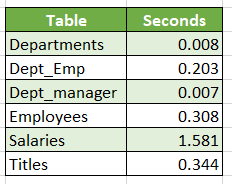 Table Seconds
Departments 0.008
Dept_Emp 0.203
Dept_manager 0.007
Employees 0.308
Salaries 1.581
Titles 0.344